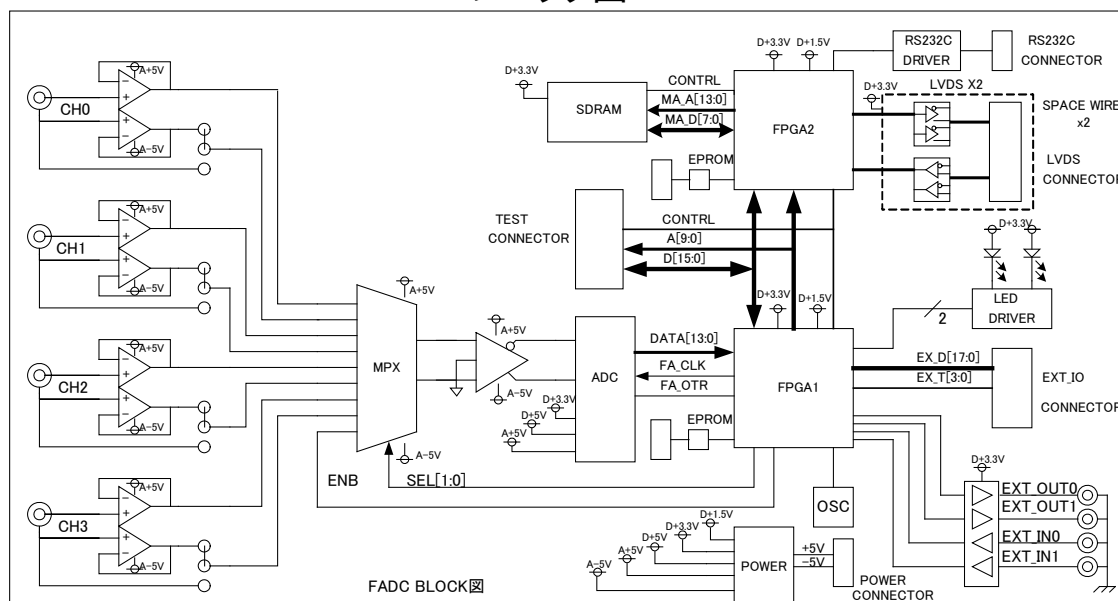 CH0
A+5V
A−5V
CH1
A+5V
A−5V
CH2
A+5V
A−5V
CH3
A+5V
A−5V
MPX
A+5V
A−5V
ENB
SEL[1:0]
A+5V
A−5V
ADC
D+3.3V
D+5V
A+5V
DATA[13:0]
FA_CLK
FA_OTR
D+3.3V
SDRAM
CONTRL
MA_A[13:0]
MA_D[7:0]
D+3.3V
D+1.5V
FPGA2
EPROM
TEST
CONNECTOR
CONTRL
A[9:0]
D[15:0]
D+3.3V
D+1.5V
FPGA1
EPROM
OSC
RS232C
DRIVER
RS232C
CONNECTOR
D+3.3V
LVDS X2
SPACE WIRE
x2
LVDS
CONNECTOR
D+3.3V
LED
DRIVER
2
EX_D[17:0]
EX_T[3:0]
EXT_IO
CONNECTOR
D+3.3V
EXT_OUT0
EXT_OUT1
EXT_IN0
EXT_IN1
D+1.5V
D+3.3V
D+5V
A+5V
A−5V
POWER
+5V
−5V
POWER
CONNECTOR
FADC BLOCK図